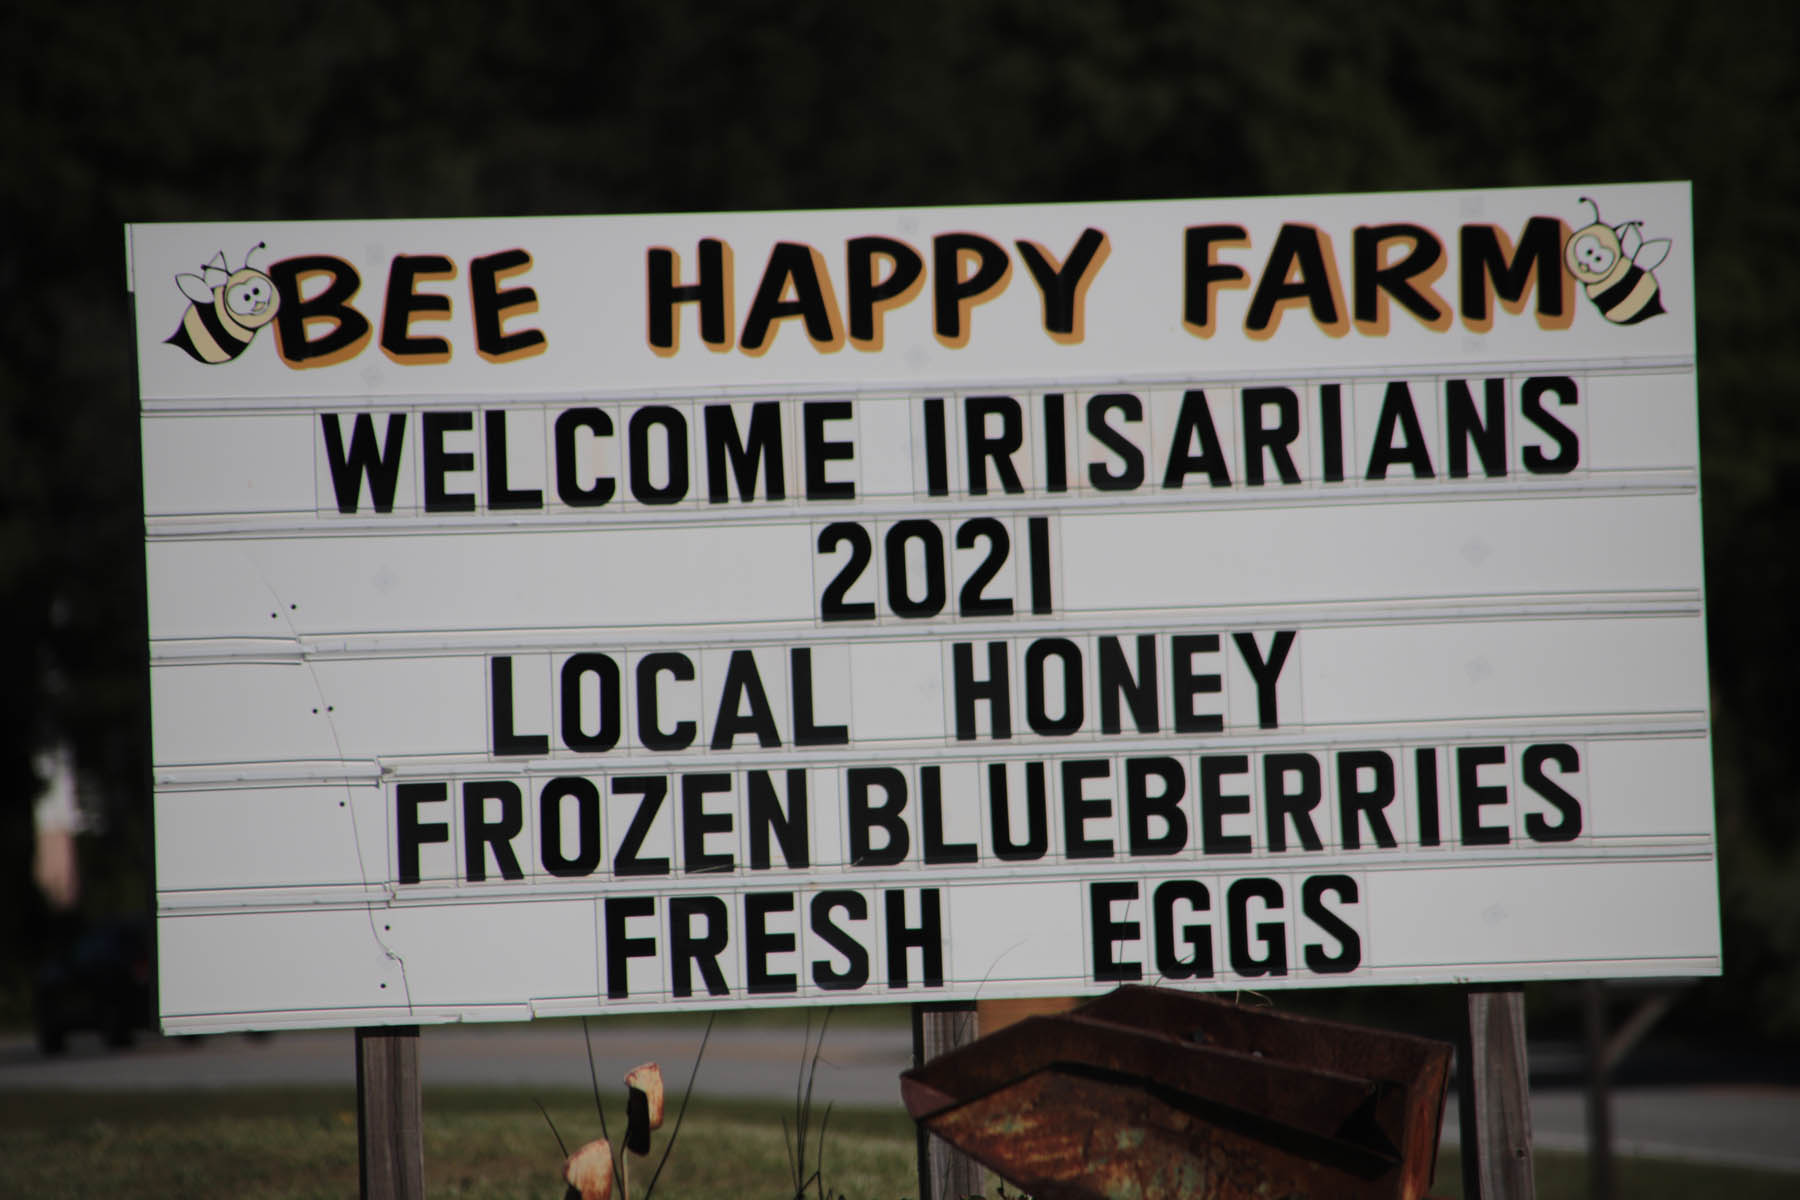 BEE HAPPY FARM
WELCOME IRISARIANS
2021
LOCAL HONEY
FROZEN BLUEBERRIES
FRESH EGGS